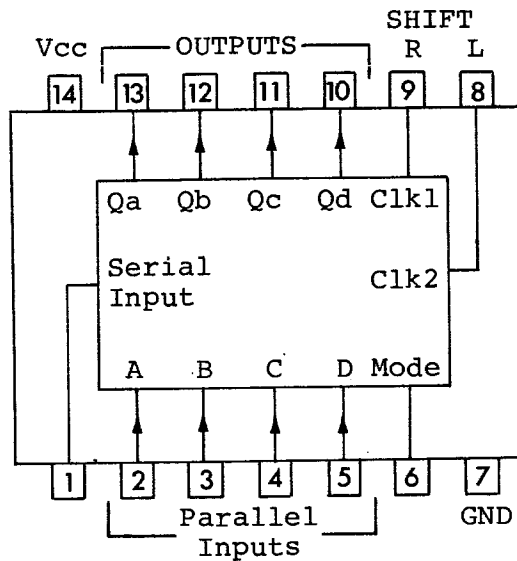 SHIFT
Vcc OUTPUTS R L
14 13 12 11 10 9 8
Qa Qb Qc Qd Clk1
Serial
Input
Clk2
A B C D Mode
1 2 3 4 5 6 7
Parallel
Inputs
GND